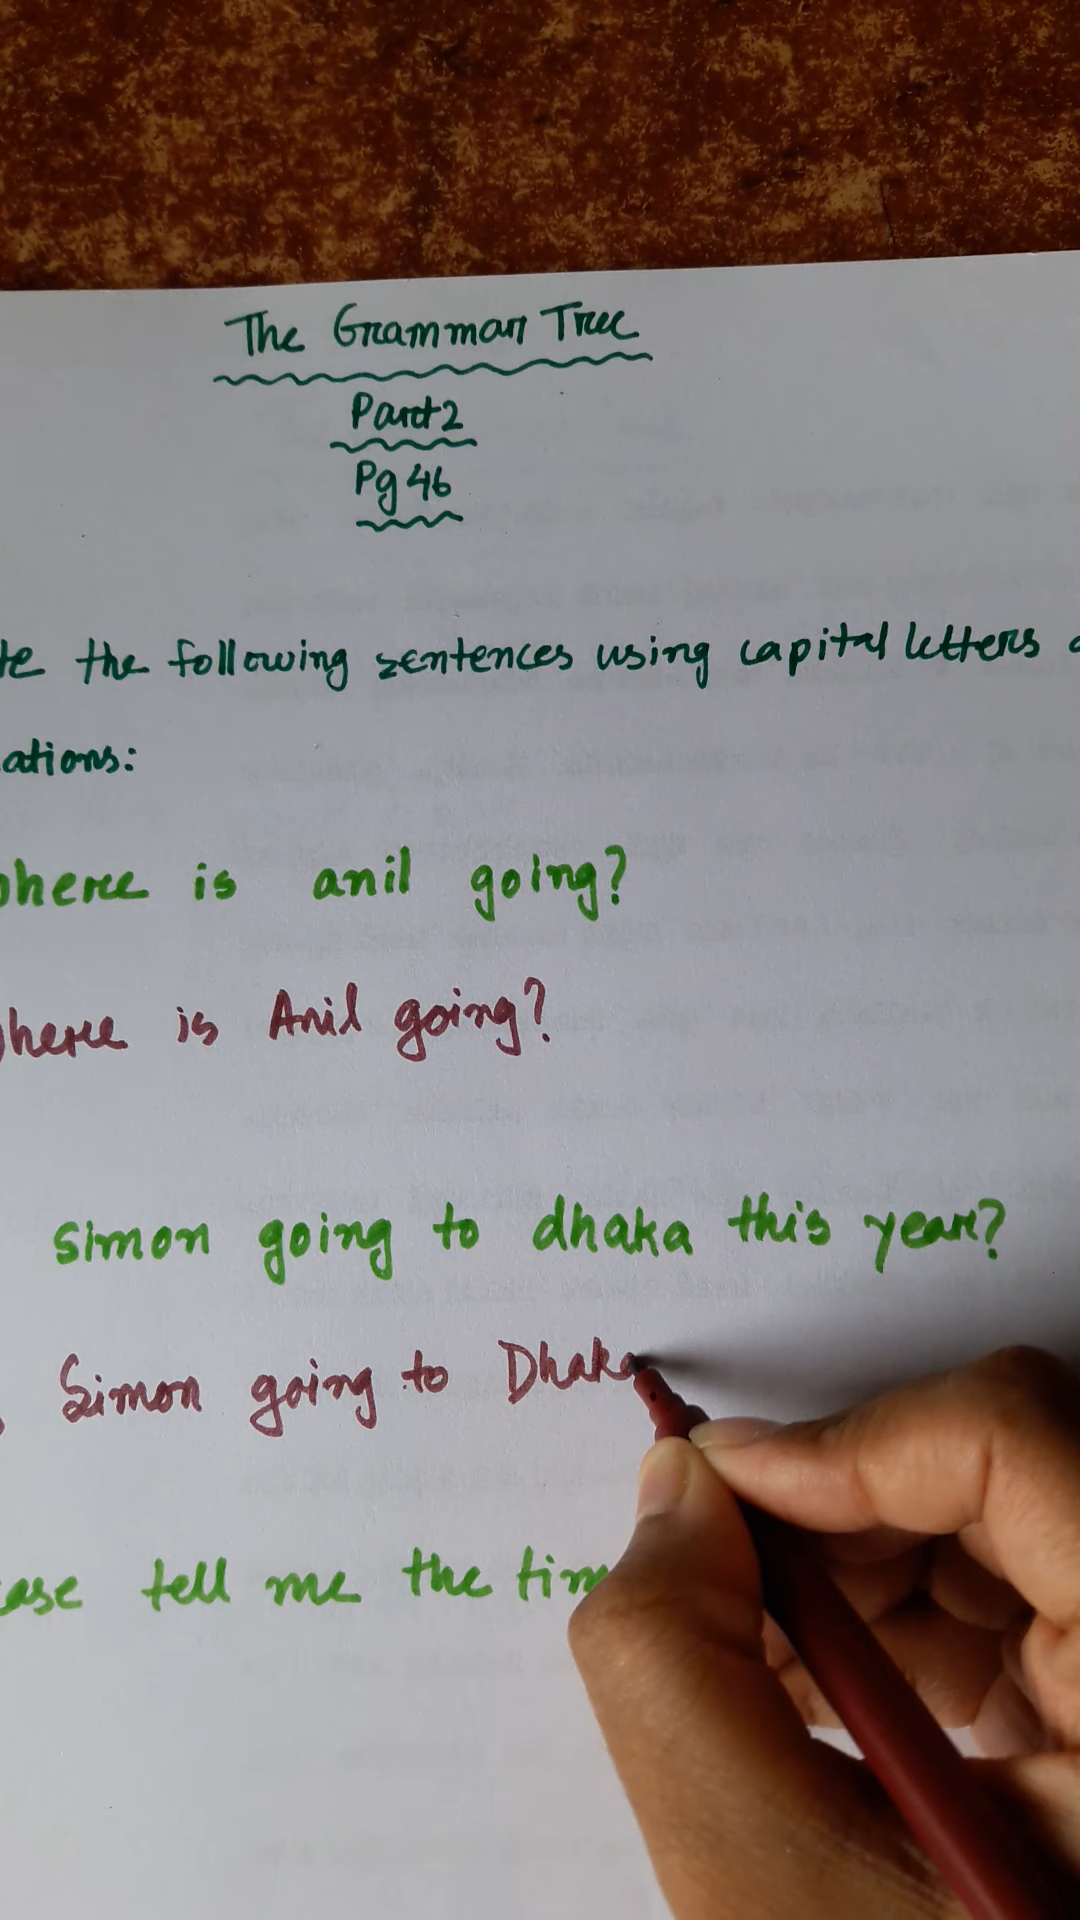 The Grammar Tree
Part 2
Pg 46
te the following sentences using capital letters
ations:
here is anil going?
here is Anil going?
simon going to dhaka this year?
Simon going to Dhaka
ase tell me the tim